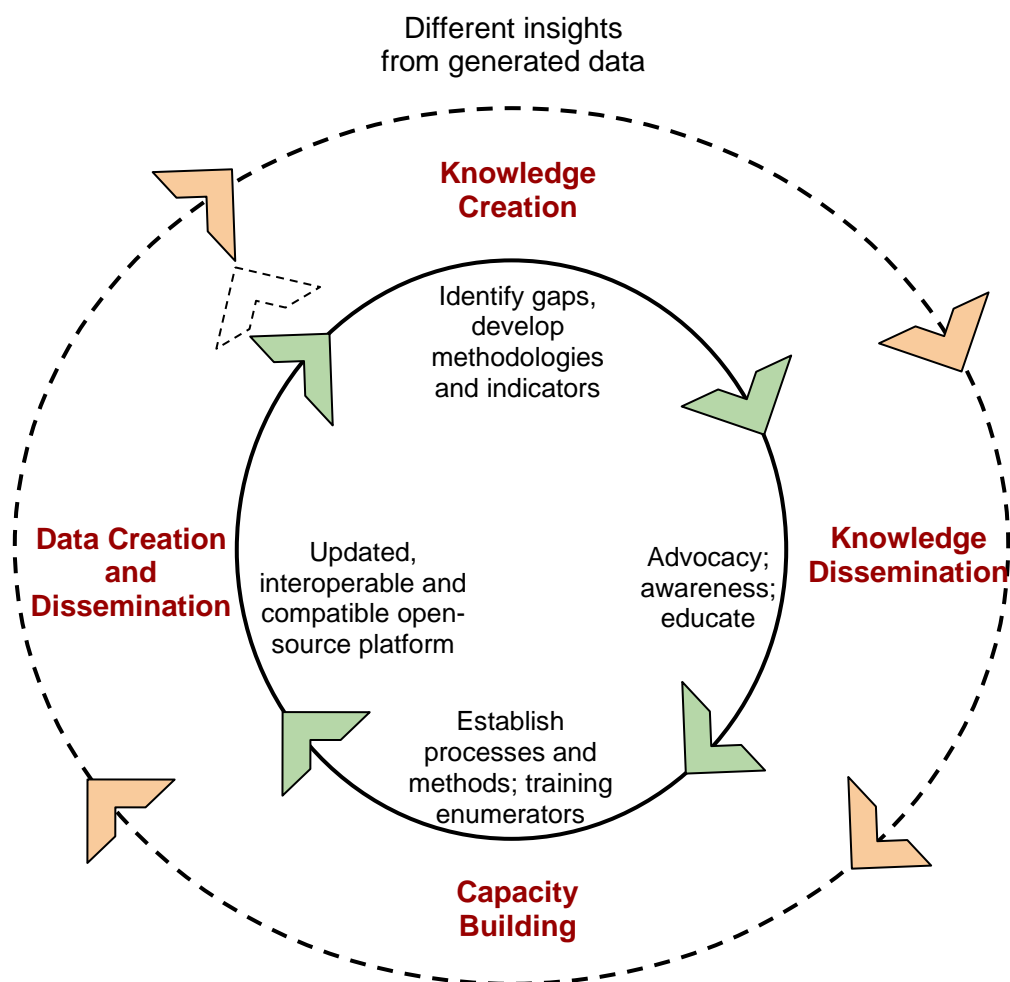 Different insights
from generated data
Knowledge
Creation
Identify gaps,
develop
methodologies
and indicators
Data Creation
and
Dissemination
Updated,
interoperable and
compatible open-
source platform
Advocacy;
awareness;
educate
Knowledge
Dissemination
Establish
processes and
methods; training
enumerators
Capacity
Building